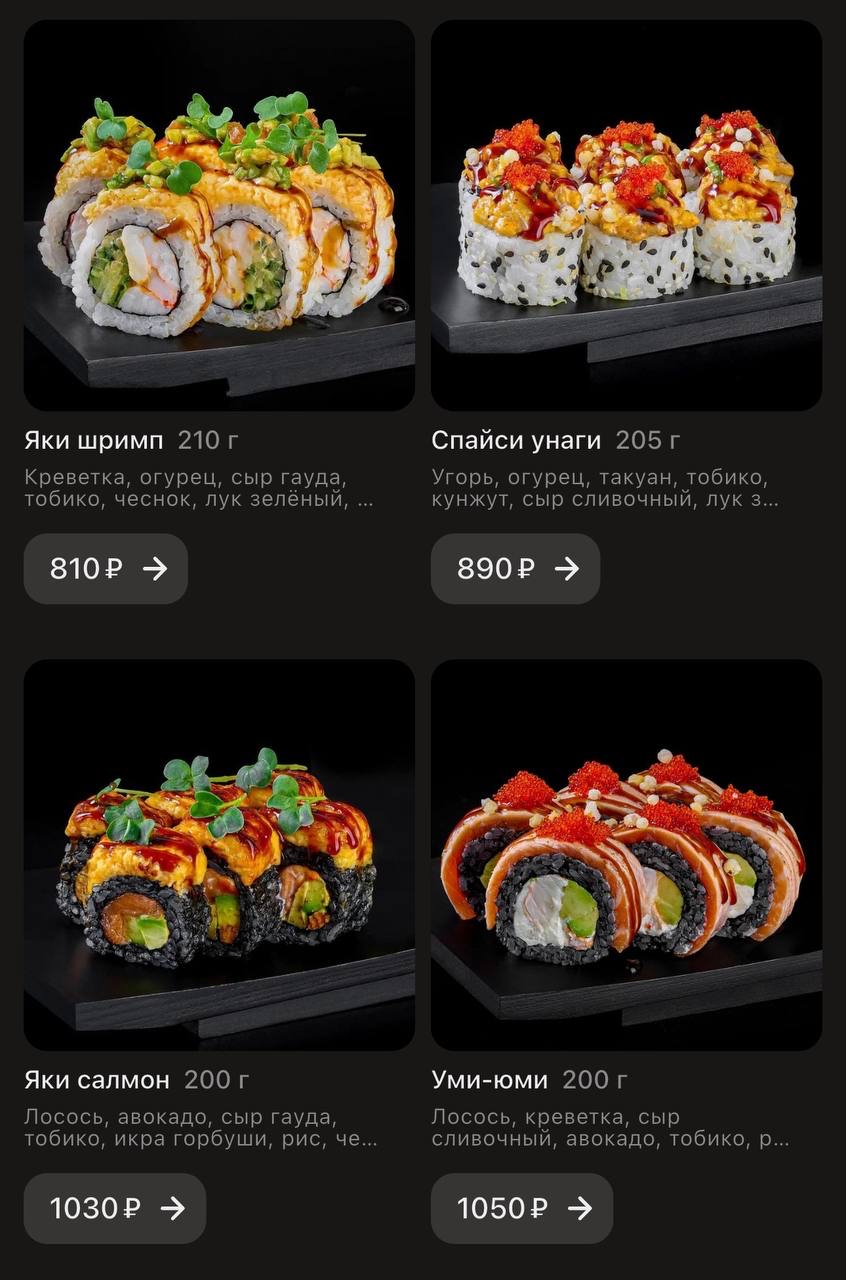 Яки шримп 210 г
Креветка, огурец, сыр гауда,
тобико, чеснок, лук зелёный, ...
810 ₽ →
Спайси унаги 205 г
Угорь, огурец, такуан, тобико,
кунжут, сыр сливочный, лук з...
890 ₽ →
Яки салмон 200 г
Лосось, авокадо, сыр гауда,
тобико, икра горбуши, рис, че...
1030 ₽ →
Уми-юми 200 г
Лосось, креветка, сыр
сливочный, авокадо, тобико, р...
1050 ₽ →